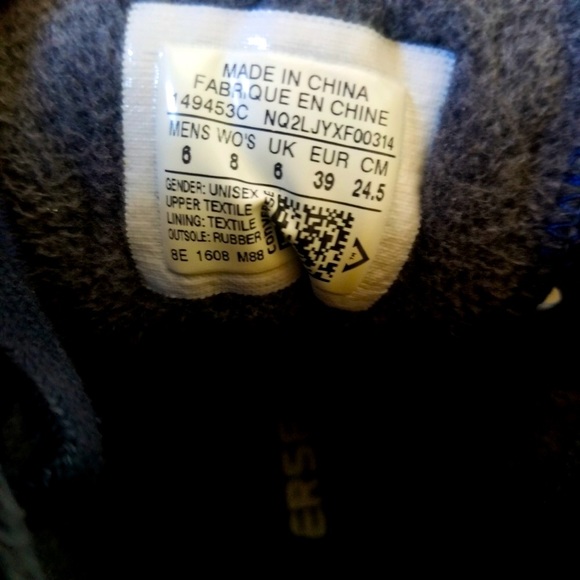 MADE IN CHINA
FABRIQUE EN CHINE
149453C NQ2LJYXF00314
MENS WO'S UK EUR CM
6 8 6 39 24.5
GENDER: UNISEX
UPPER TEXTILE
LINING: TEXTILE
OUTSOLE: RUBBER
8E 1608 M88
CONVERSE
ERS